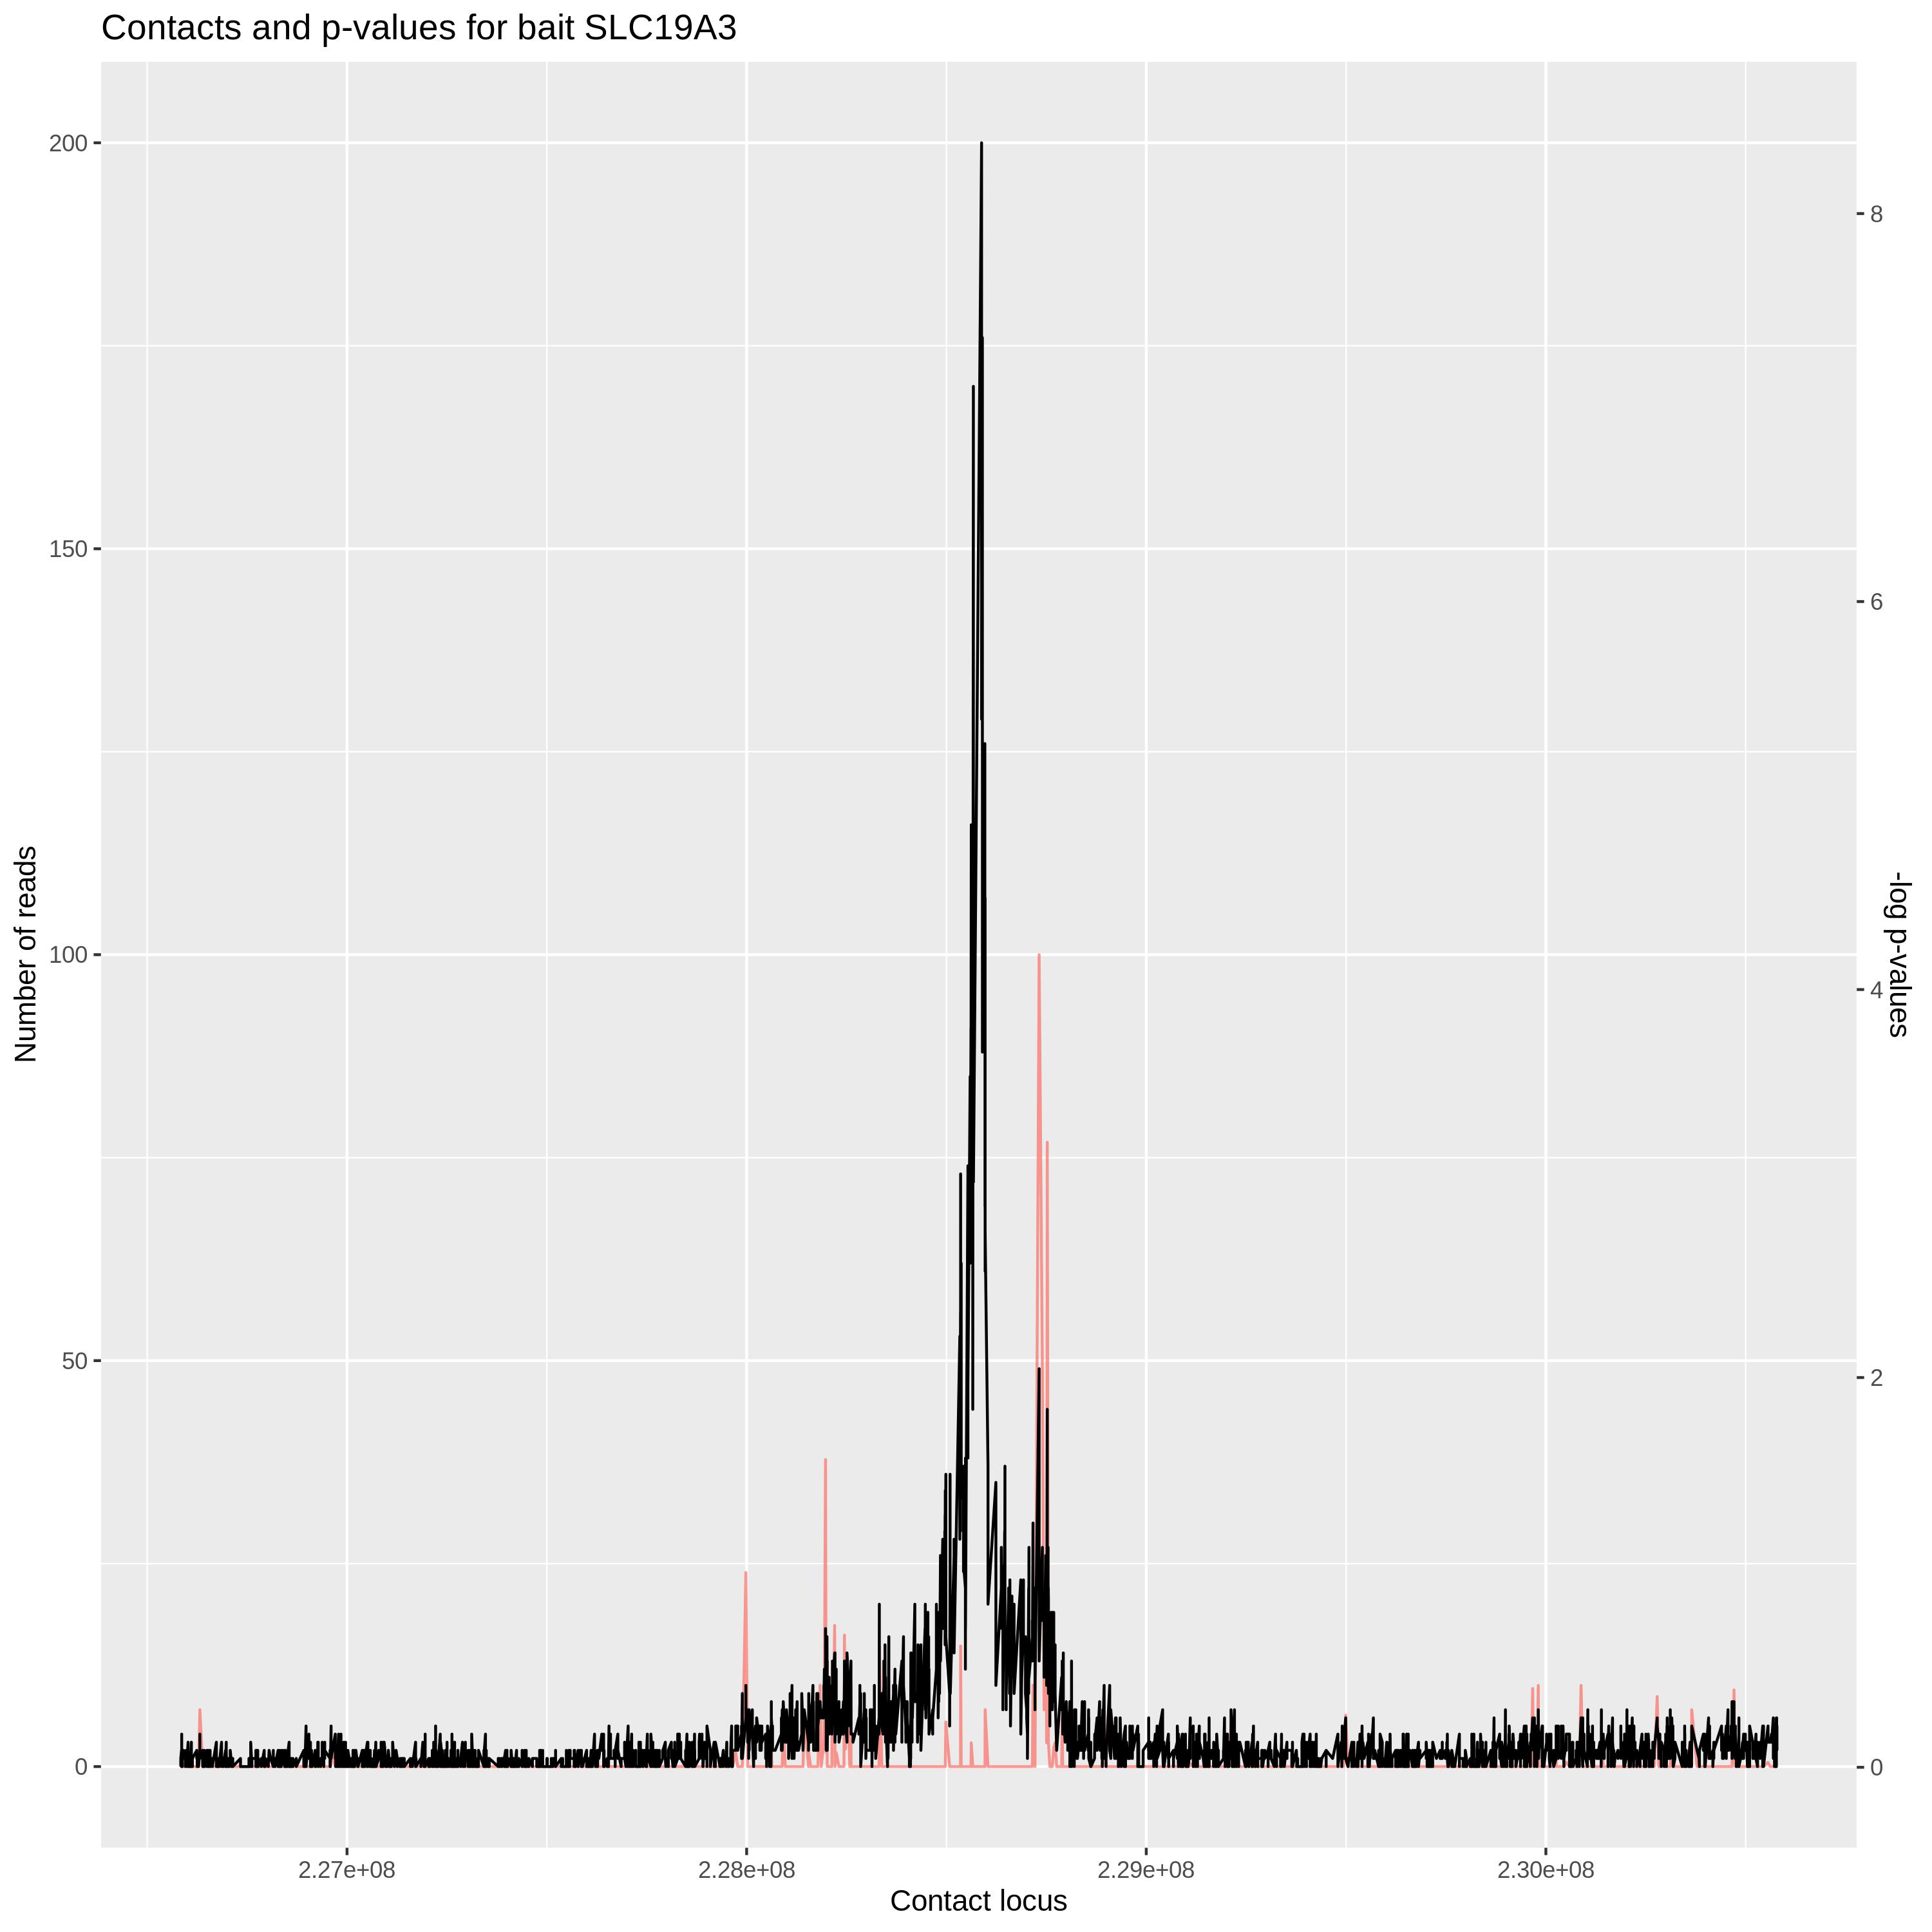 Contacts and p-values for bait SLC19A3
200
150
100
50
0
8
6
4
2
0
Number of reads
-log p-values
2.27e+08 2.28e+08 2.29e+08 2.30e+08
Contact locus